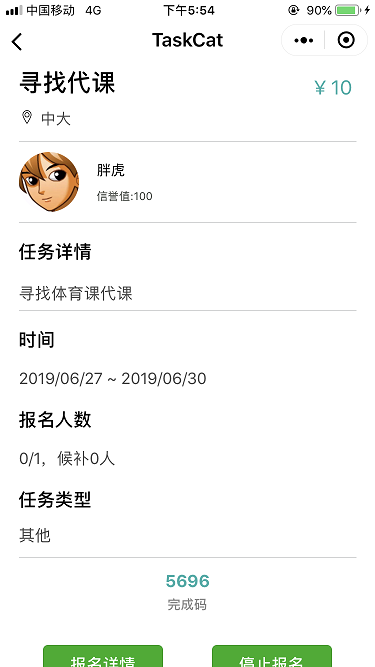 中国移动 4G 下午5:54 90%
TaskCat
寻找代课
¥ 10
中大
胖虎
信誉值:100
任务详情
寻找体育课代课
时间
2019/06/27 ~ 2019/06/30
报名人数
0/1，候补0人
任务类型
其他
5696
完成码
报名详情 停止报名